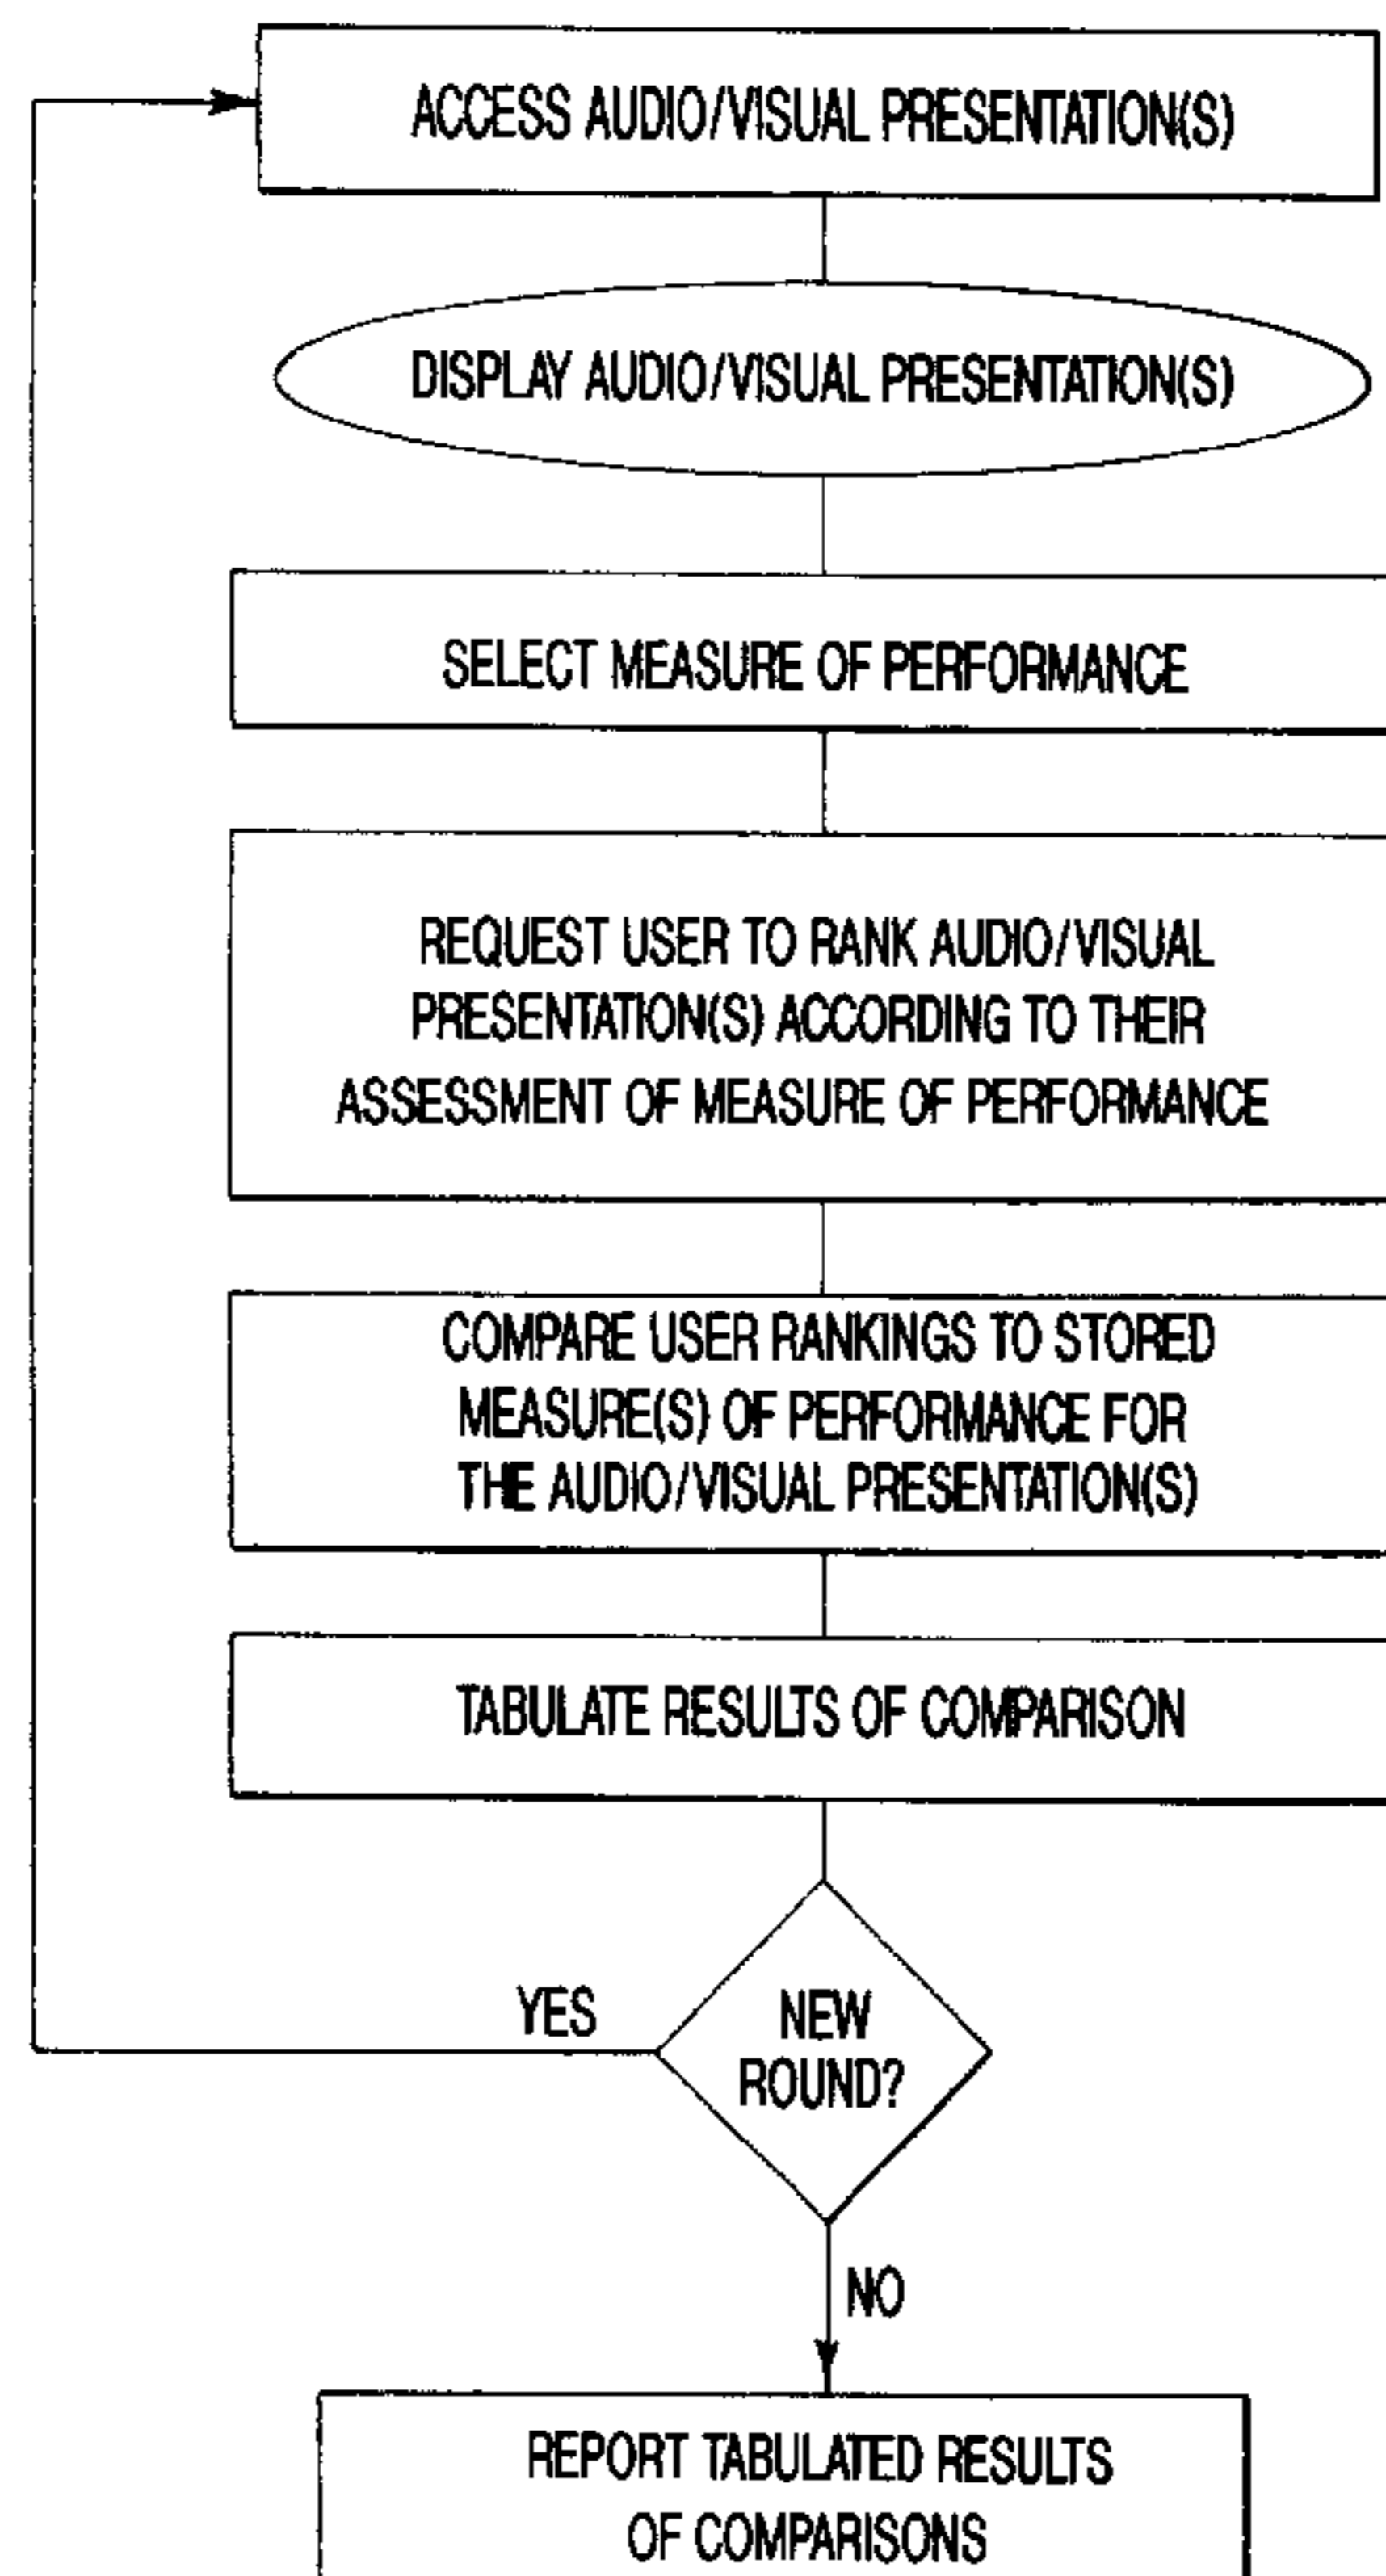 ACCESS AUDIO/VISUAL PRESENTATION(S)
DISPLAY AUDIO/VISUAL PRESENTATION(S)
SELECT MEASURE OF PERFORMANCE
REQUEST USER TO RANK AUDIO/VISUAL
PRESENTATION(S) ACCORDING TO THEIR
ASSESSMENT OF MEASURE OF PERFORMANCE
COMPARE USER RANKINGS TO STORED
MEASURE(S) OF PERFORMANCE FOR
THE AUDIO/VISUAL PRESENTATION(S)
TABULATE RESULTS OF COMPARISON
YES
NEW
ROUND?
NO
REPORT TABULATED RESULTS
OF COMPARISONS